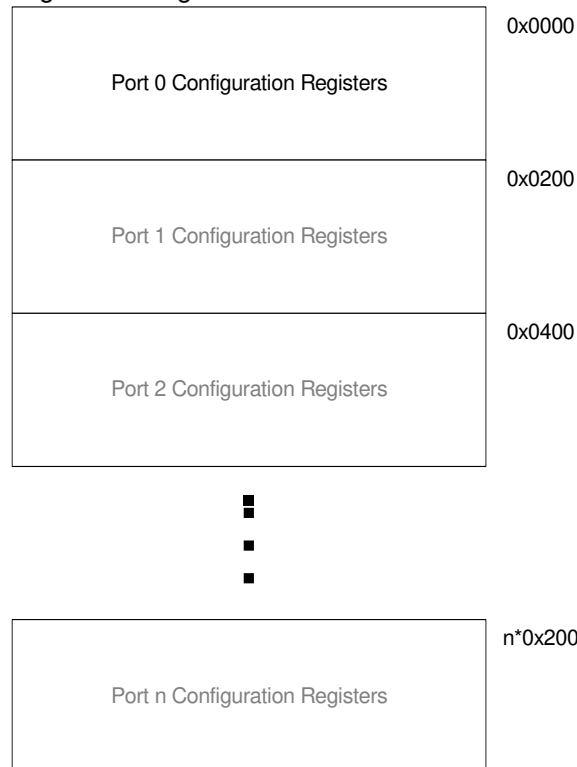 0x0000
Port 0 Configuration Registers
0x0200
Port 1 Configuration Registers
0x0400
Port 2 Configuration Registers
n*0x200
Port n Configuration Registers